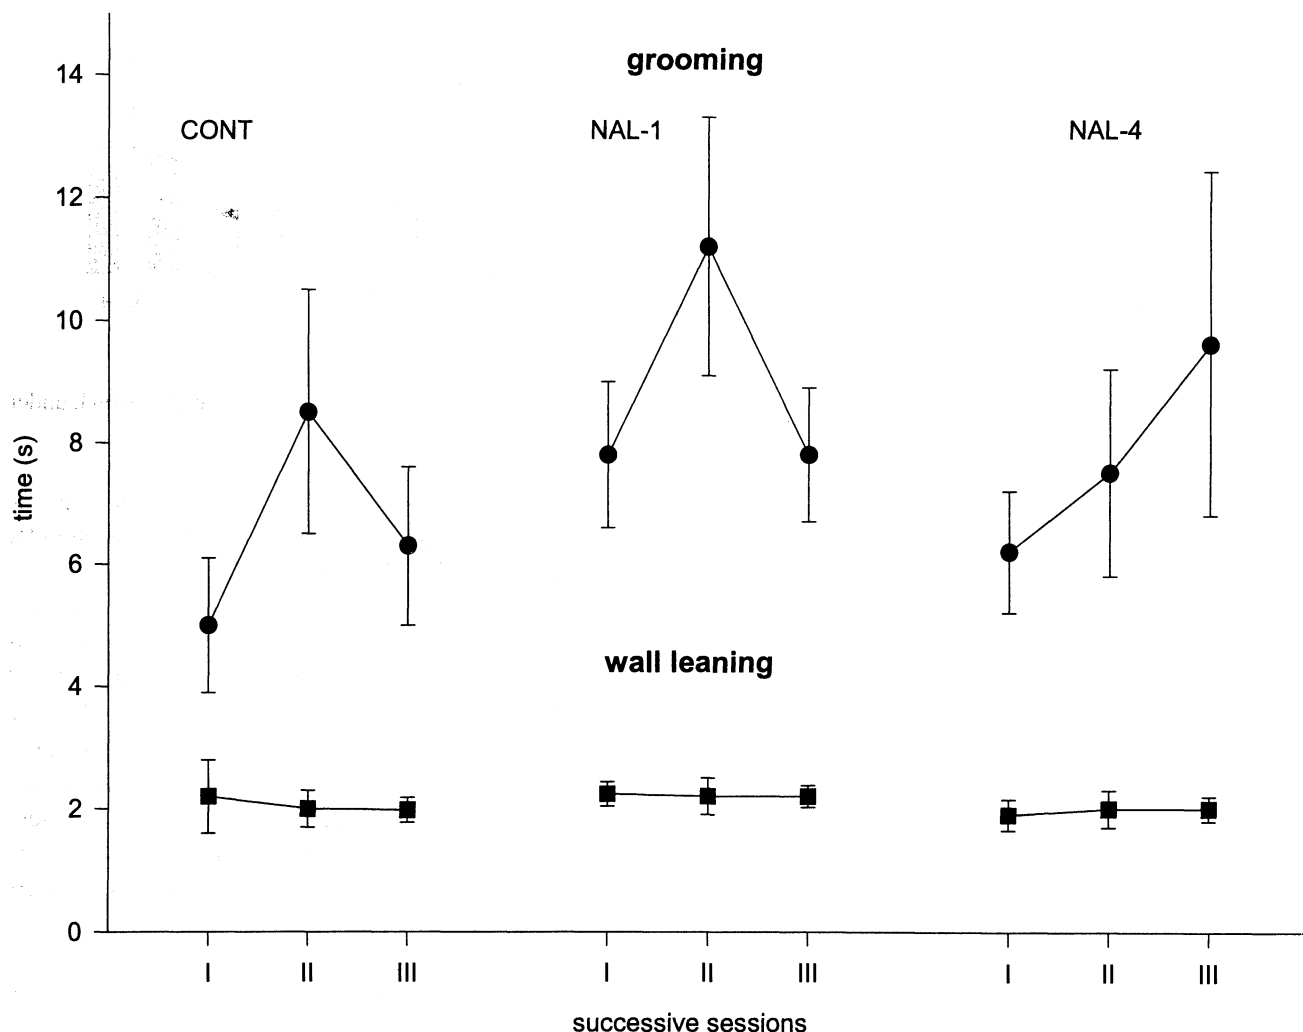 grooming
14
CONT NAL-1 NAL-4
12
10
8
time (s)
6
wall leaning
4
2
0
I II III I II III I II III
successive sessions